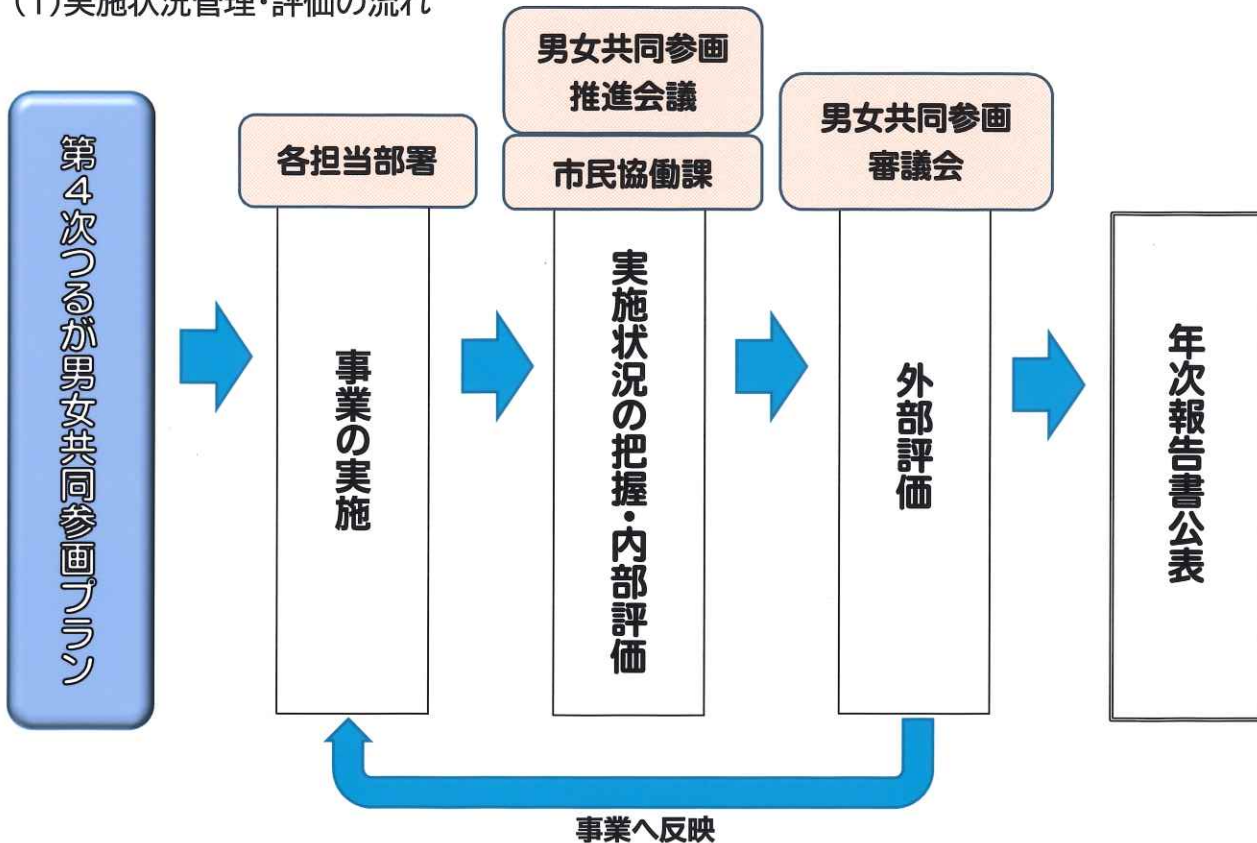 (1)実施状況管理・評価の流れ
第4次つるが男女共同参画プラン
各担当部署
事業の実施
男女共同参画
推進会議
市民協働課
実施状況の把握・内部評価
男女共同参画
審議会
外部評価
年次報告書公表
事業へ反映